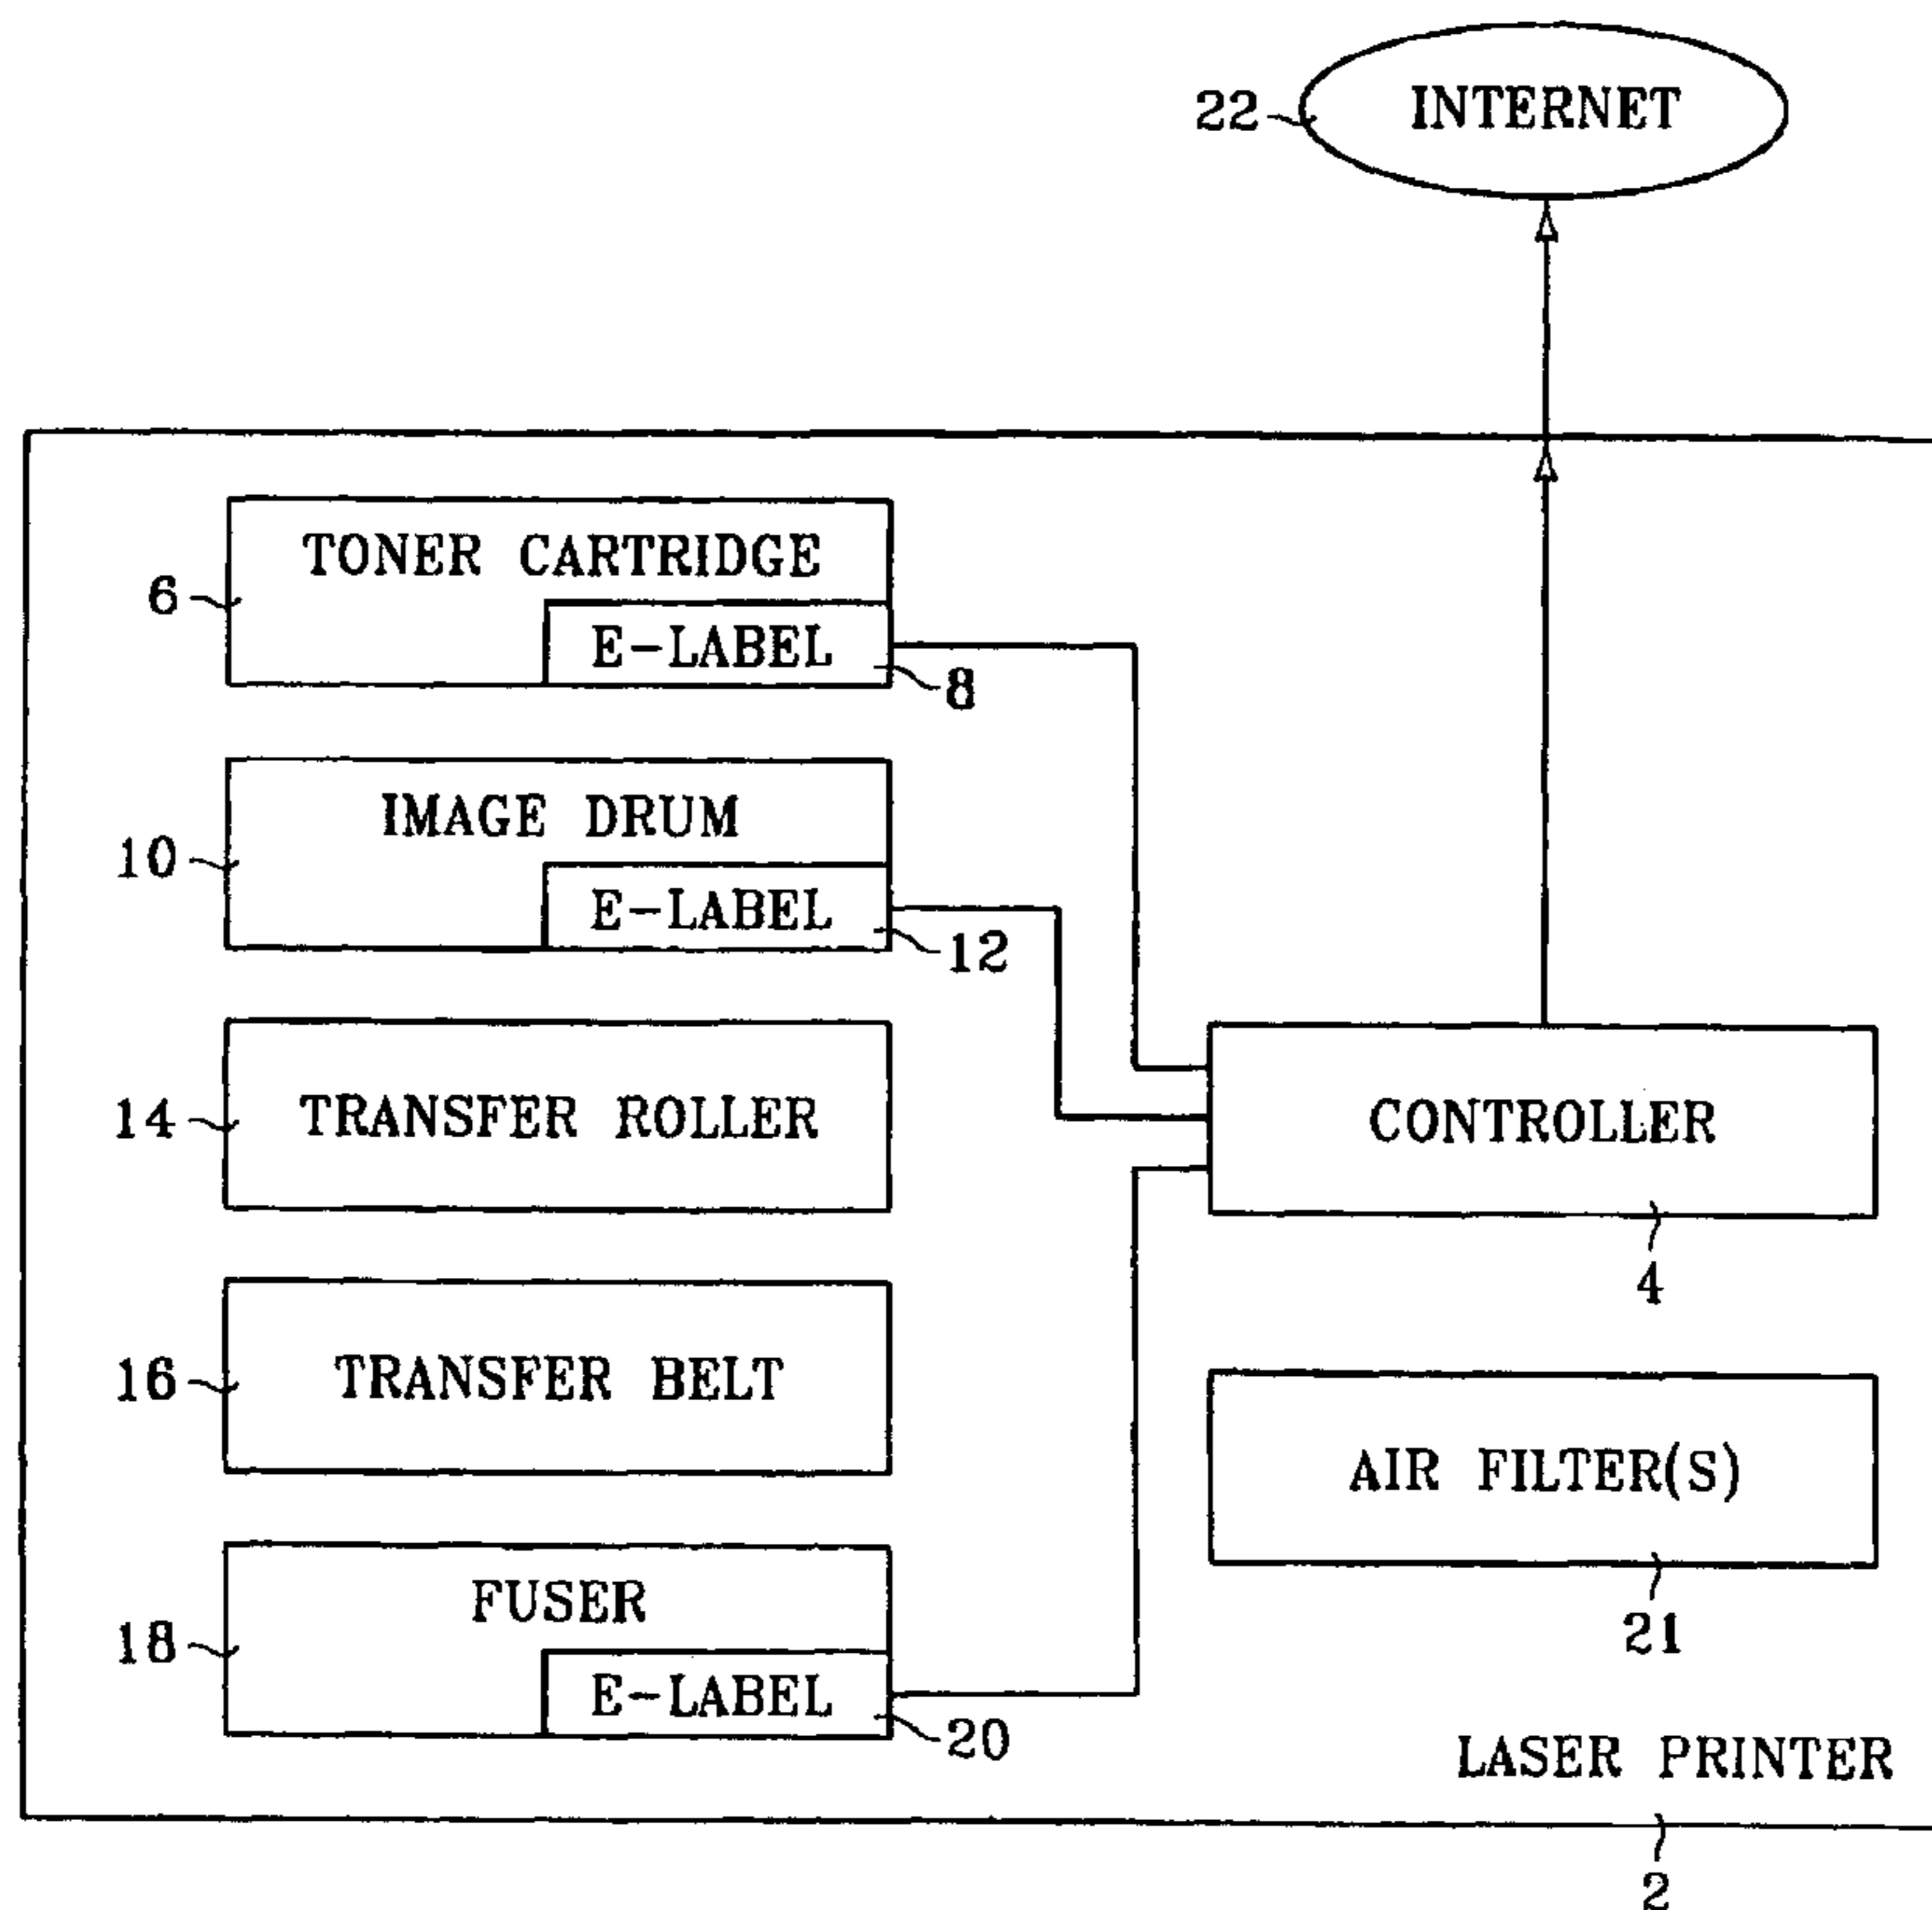 22
INTERNET
TONER CARTRIDGE
6
E-LABEL
8
IMAGE DRUM
10
E-LABEL
12
14
TRANSFER ROLLER
CONTROLLER
4
16
TRANSFER BELT
AIR FILTER(S)
21
FUSER
18
E-LABEL
20
LASER PRINTER
2